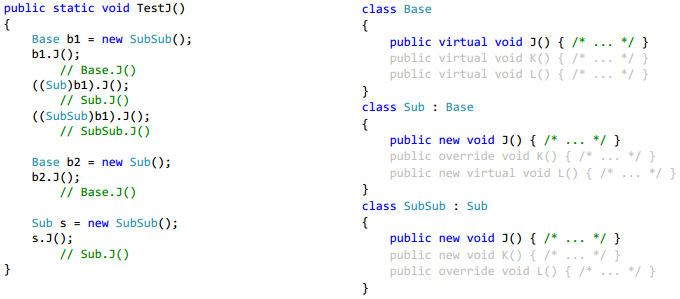 public static void TestJ()
{
    Base b1 = new SubSub();
    b1.J();
        // Base.J()
    ((Sub)b1).J();
        // Sub.J()
    ((SubSub)b1).J();
        // SubSub.J()

    Base b2 = new Sub();
    b2.J();
        // Base.J()

    Sub s = new SubSub();
    s.J();
        // Sub.J()
}
class Base
{
    public virtual void J() { /* ... */ }
    public virtual void K() { /* ... */ }
    public virtual void L() { /* ... */ }
}
class Sub : Base
{
    public new void J() { /* ... */ }
    public override void K() { /* ... */ }
    public new virtual void L() { /* ... */ }
}
class SubSub : Sub
{
    public new void J() { /* ... */ }
    public new void K() { /* ... */ }
    public override void L() { /* ... */ }
}